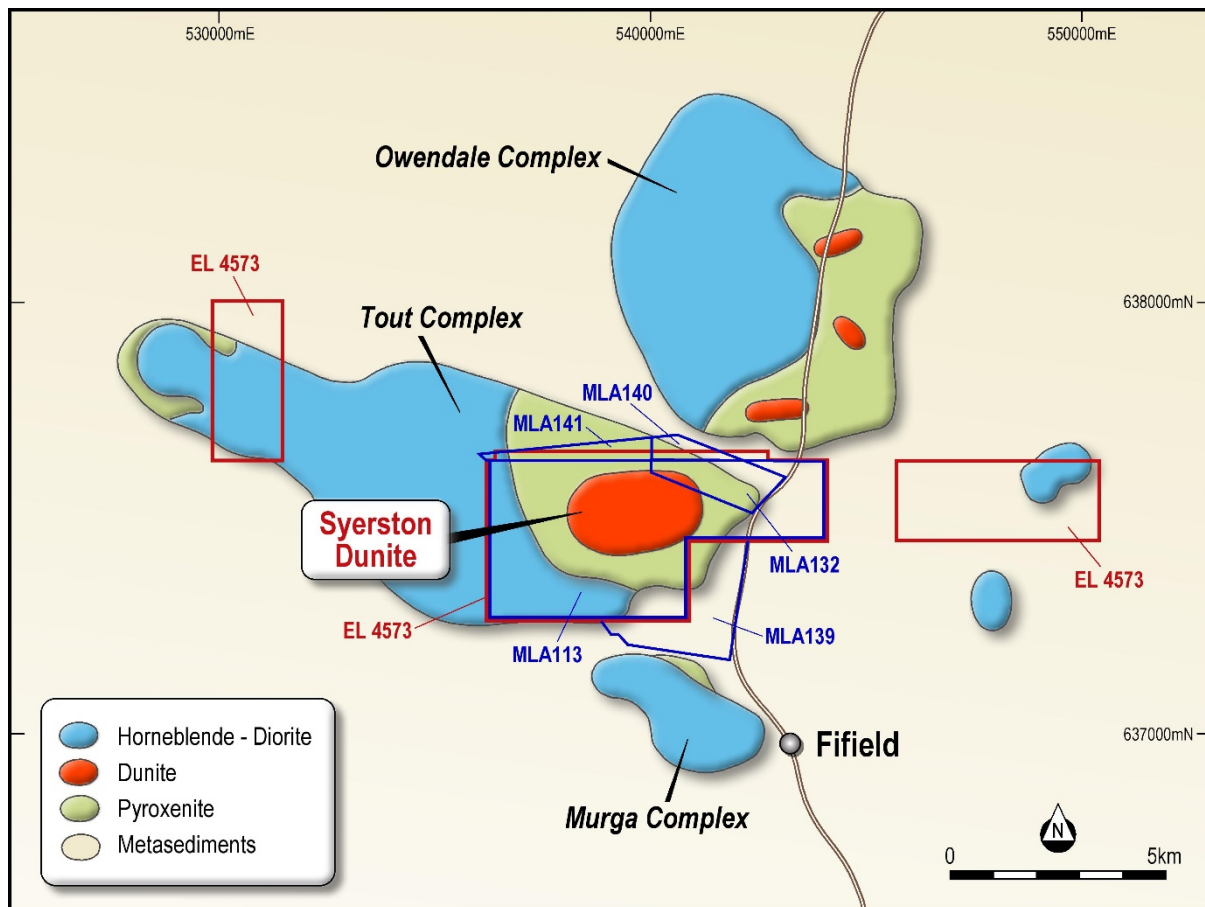 530000mE
540000mE
550000mE
Owendale Complex
EL 4573
638000mN
Tout Complex
MLA140
MLA141
Syerston
Dunite
MLA132
EL 4573
EL 4573
MLA139
MLA113
Horneblende - Diorite
Dunite
Pyroxenite
Metasediments
637000mN
Fifield
Murga Complex
N
0
5km